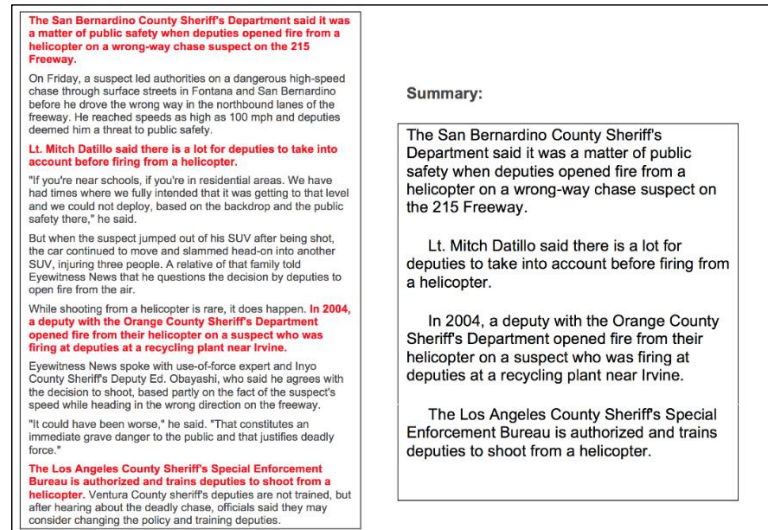 The San Bernardino County Sheriff's Department said it was
a matter of public safety when deputies opened fire from a
helicopter on a wrong-way chase suspect on the 215
Freeway.
On Friday, a suspect led authorities on a dangerous high-speed
chase through surface streets in Fontana and San Bernardino
before he drove the wrong way in the northbound lanes of the
freeway. He reached speeds as high as 100 mph and deputies
deemed him a threat to public safety.
Lt. Mitch Datillo said there is a lot for deputies to take into
account before firing from a helicopter.
"If you're near schools, if you're in residential areas. We have
had times where we fully intended that it was getting to that level
and we could not deploy, based on the backdrop and the public
safety there," he said.
But when the suspect jumped out of his SUV after being shot,
the car continued to move and slammed head-on into another
SUV, injuring three people. A relative of that family told
Eyewitness News that he questions the decision by deputies to
open fire from the air.
While shooting from a helicopter is rare, it does happen. In 2004,
a deputy with the Orange County Sheriff's Department
opened fire from their helicopter on a suspect who was
firing at deputies at a recycling plant near Irvine.
Eyewitness News spoke with use-of-force expert and Inyo
County Sheriff's Deputy Ed. Obayashi, who said he agrees with
the decision to shoot, based partly on the fact of the suspect's
speed while heading in the wrong direction on the freeway.
"It could have been worse," he said. "That constitutes an
immediate grave danger to the public and that justifies deadly
force."
The Los Angeles County Sheriff's Special Enforcement
Bureau is authorized and trains deputies to shoot from a
helicopter. Ventura County sheriff's deputies are not trained, but
after hearing about the deadly chase, officials said they may
consider changing the policy and training deputies.
Summary:
The San Bernardino County Sheriff's
Department said it was a matter of public
safety when deputies opened fire from a
helicopter on a wrong-way chase suspect on
the 215 Freeway.
Lt. Mitch Datillo said there is a lot for
deputies to take into account before firing from
a helicopter.
In 2004, a deputy with the Orange County
Sheriff's Department opened fire from their
helicopter on a suspect who was firing at
deputies at a recycling plant near Irvine.
The Los Angeles County Sheriff's Special
Enforcement Bureau is authorized and trains
deputies to shoot from a helicopter.